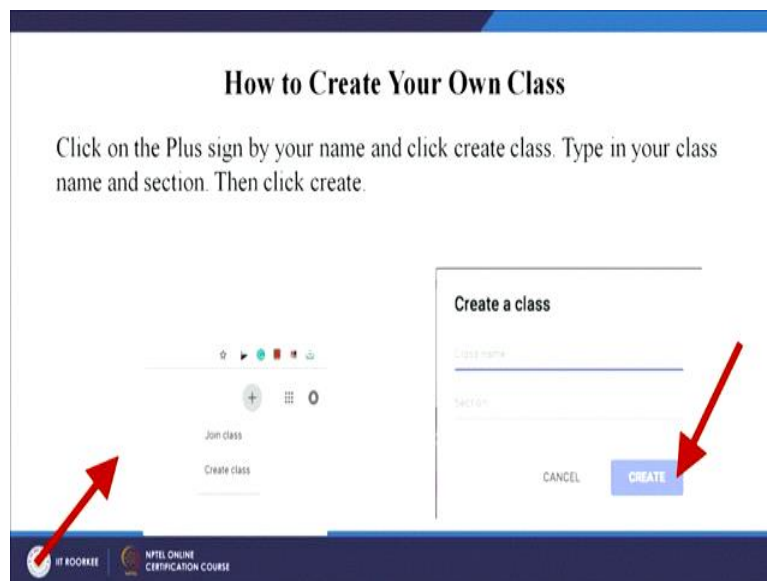 How to Create Your Own Class
Click on the Plus sign by your name and click create class. Type in your class
name and section. Then click create.
Join class
Create class
Create a class
Class name
Section
CANCEL
CREATE
IIT ROORKEE
NPTEL ONLINE
CERTIFICATION COURSE